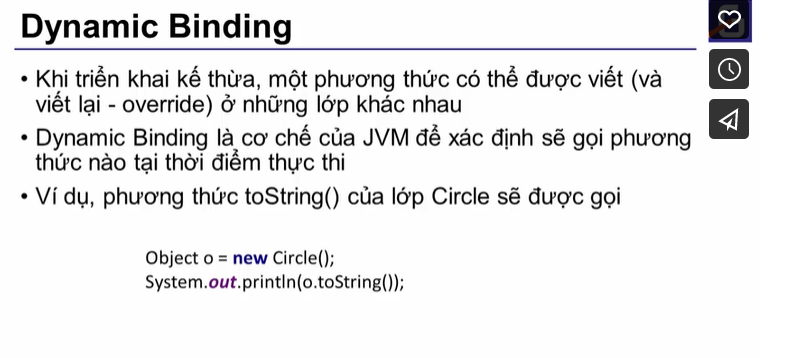 Dynamic Binding
• Khi triển khai kế thừa, một phương thức có thể được viết (và
viết lại - override) ở những lớp khác nhau
• Dynamic Binding là cơ chế của JVM để xác định sẽ gọi phương
thức nào tại thời điểm thực thi
• Ví dụ, phương thức toString() của lớp Circle sẽ được gọi
Object o = new Circle();
System.out.println(o.toString());